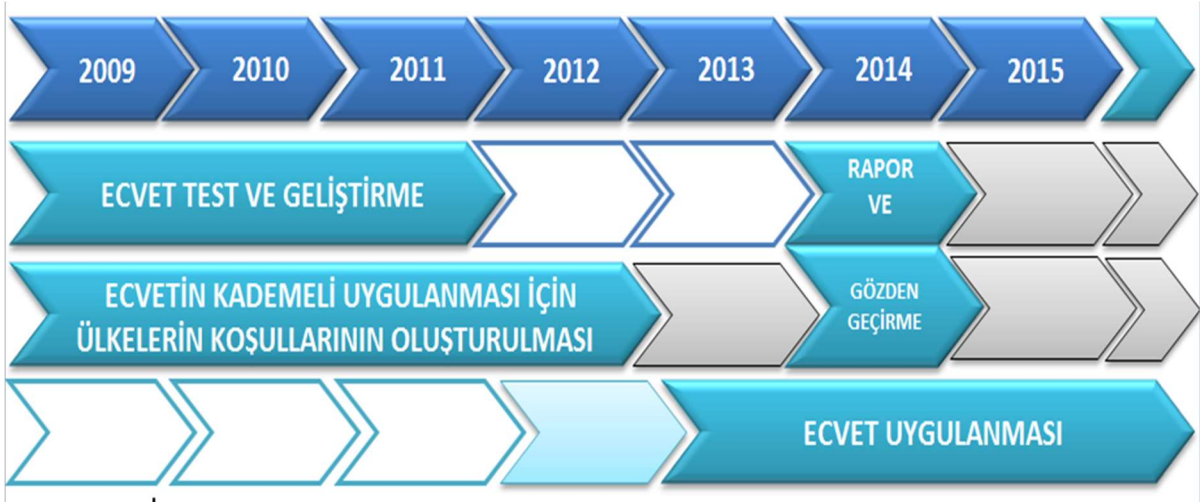 2009 2010 2011 2012 2013 2014 2015
ECVET TEST VE GELİŞTİRME
RAPOR
VE
ECVETİN KADEMELİ UYGULANMASI İÇİN
ÜLKELERİN KOŞULLARININ OLUŞTURULMASI
GÖZDEN
GEÇİRME
ECVET UYGULANMASI